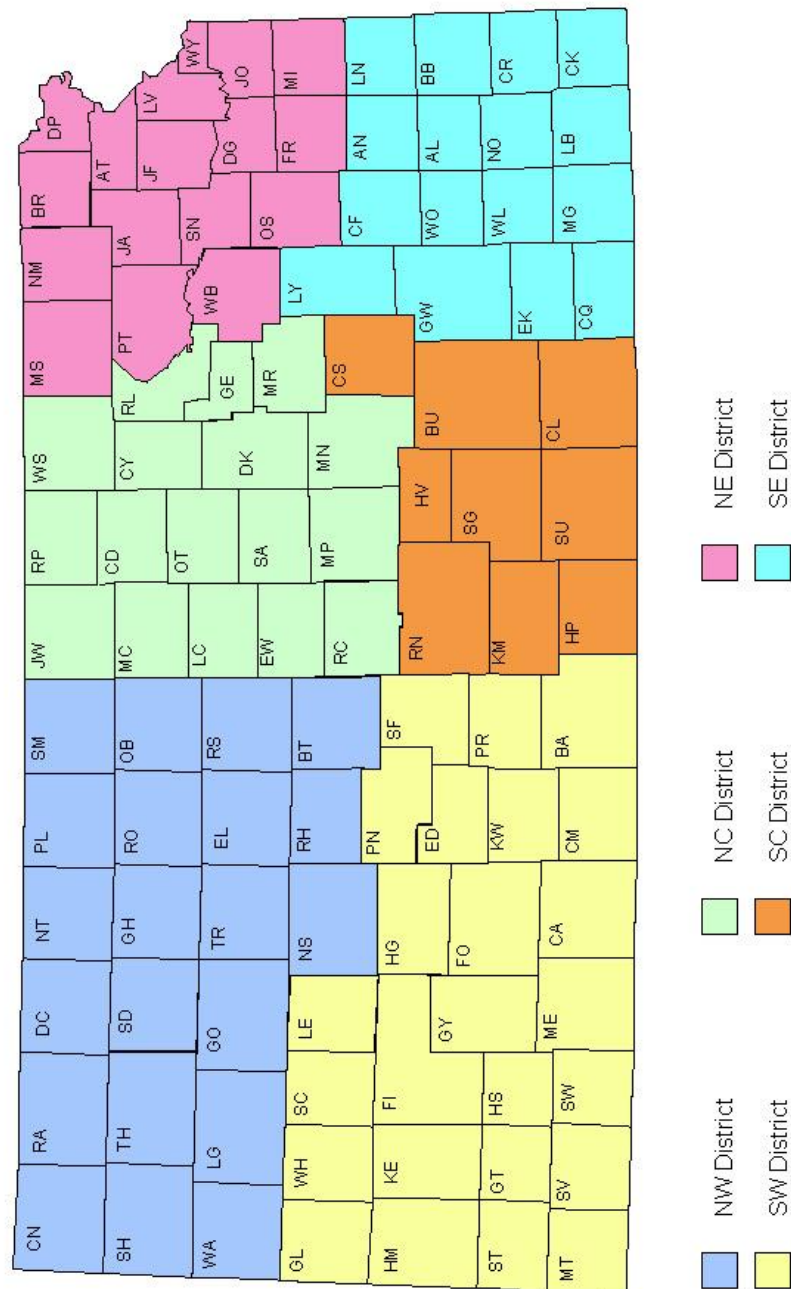 CN RA DC NT PL SM JW RP WS MS NM BR DP
SH TH SD GH RO OB MC CD CY RL PT JA AT
JF LV WY
WA LG GO TR EL RS LC OT GE WB SN DG JO
EW SA DK MR OS FR MI
GL WH SC LE NS RH BT RC MP MN CS LY CF AN LN
HM KE FI HG PN SF RN HV BU GW WO AL BB
GY FO ED SG
ST GT HS KW PR KM EK WL NO CR
MT SV SW ME CA CM BA HP SU CL CQ MG LB CK
NW District NC District NE District
SW District SC District SE District